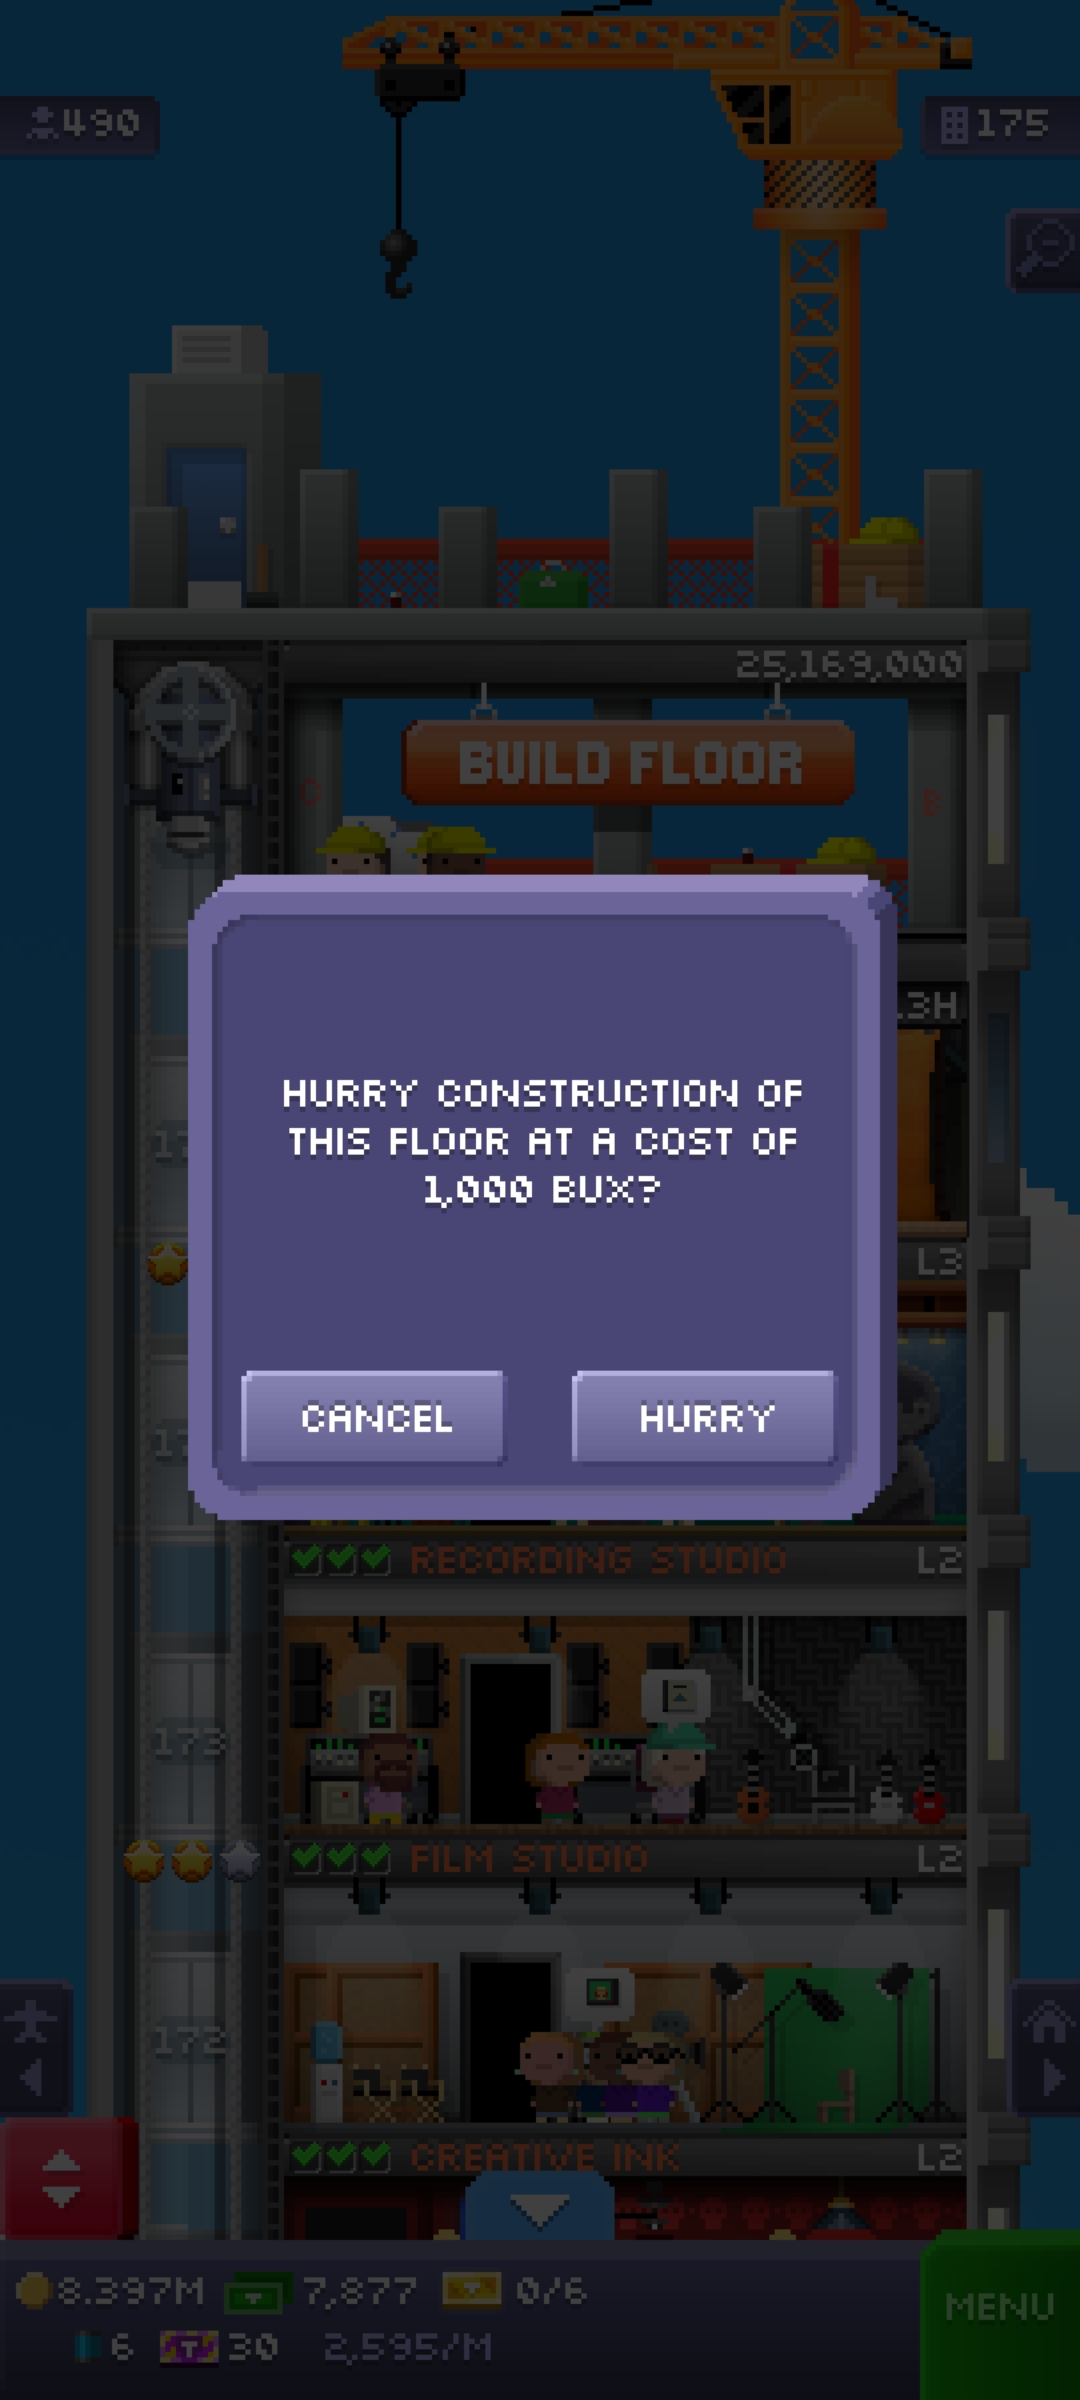 490
175
25,169,000
BUILD FLOOR
C
B
.3H
HURRY CONSTRUCTION OF
THIS FLOOR AT A COST OF
1,000 BUX?
L3
CANCEL
HURRY
RECORDING STUDIO L2
173
FILM STUDIO L2
172
CREATIVE INK L2
8.397M 7,877 0/6
MENU
6 T 30 2,595/M